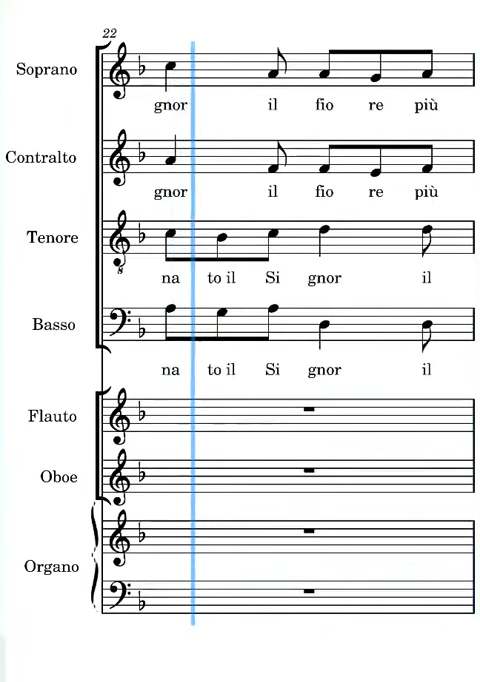 22
Soprano
gnor il fio re più
Contralto
gnor il fio re più
Tenore
8
na to il Si gnor il
Basso
na to il Si gnor il
Flauto
Oboe
Organo